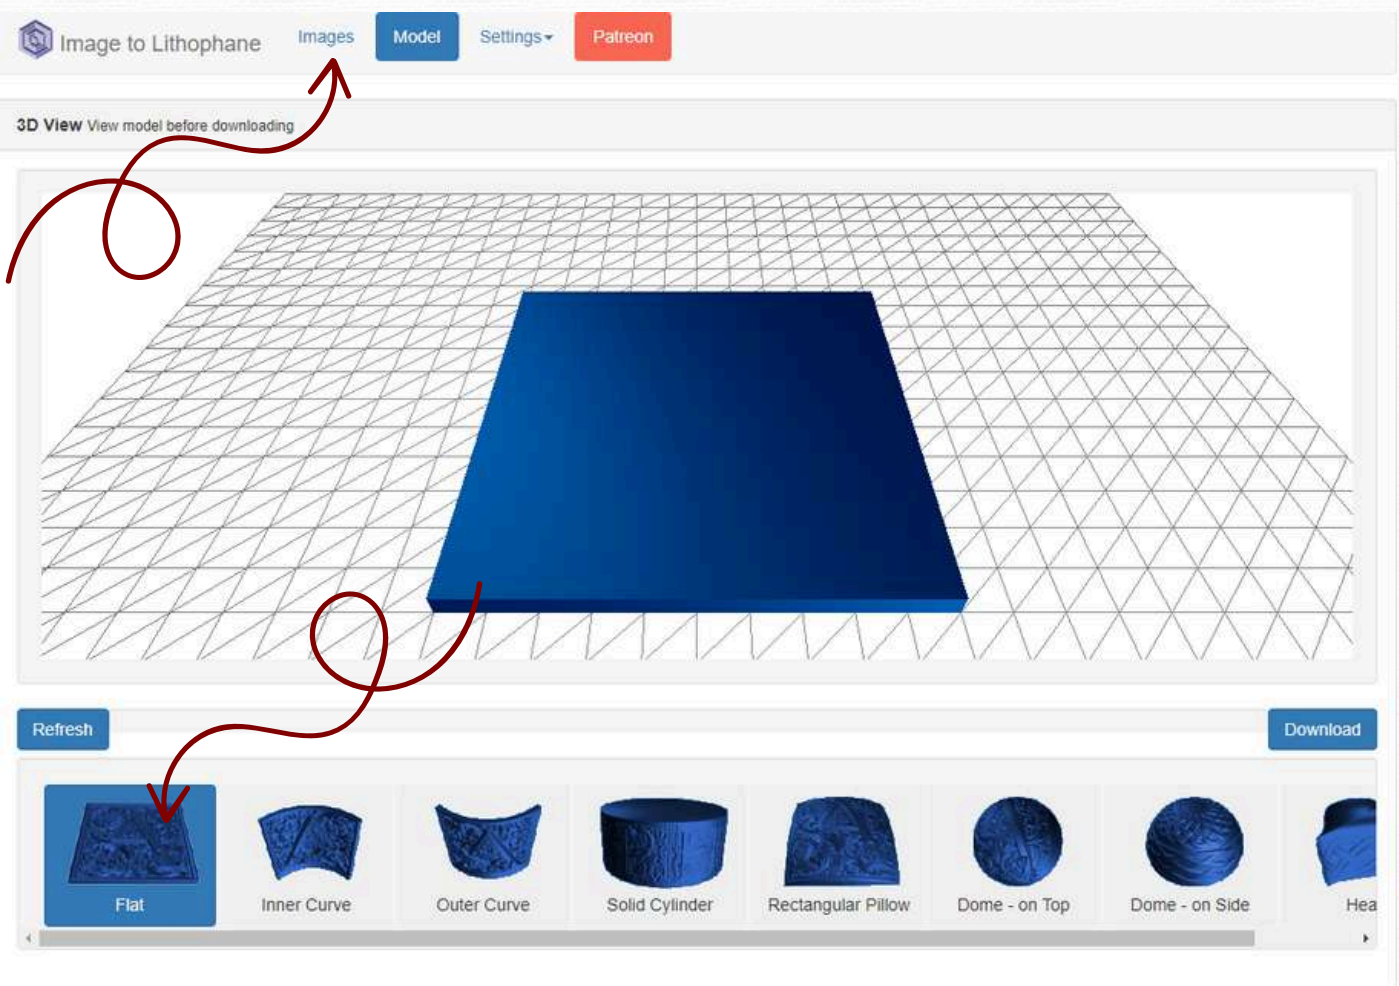 Image to Lithophane Images Model Settings Patreon
3D View View model before downloading
Refresh Download
Flat Inner Curve Outer Curve Solid Cylinder Rectangular Pillow Dome - on Top Dome - on Side Hea